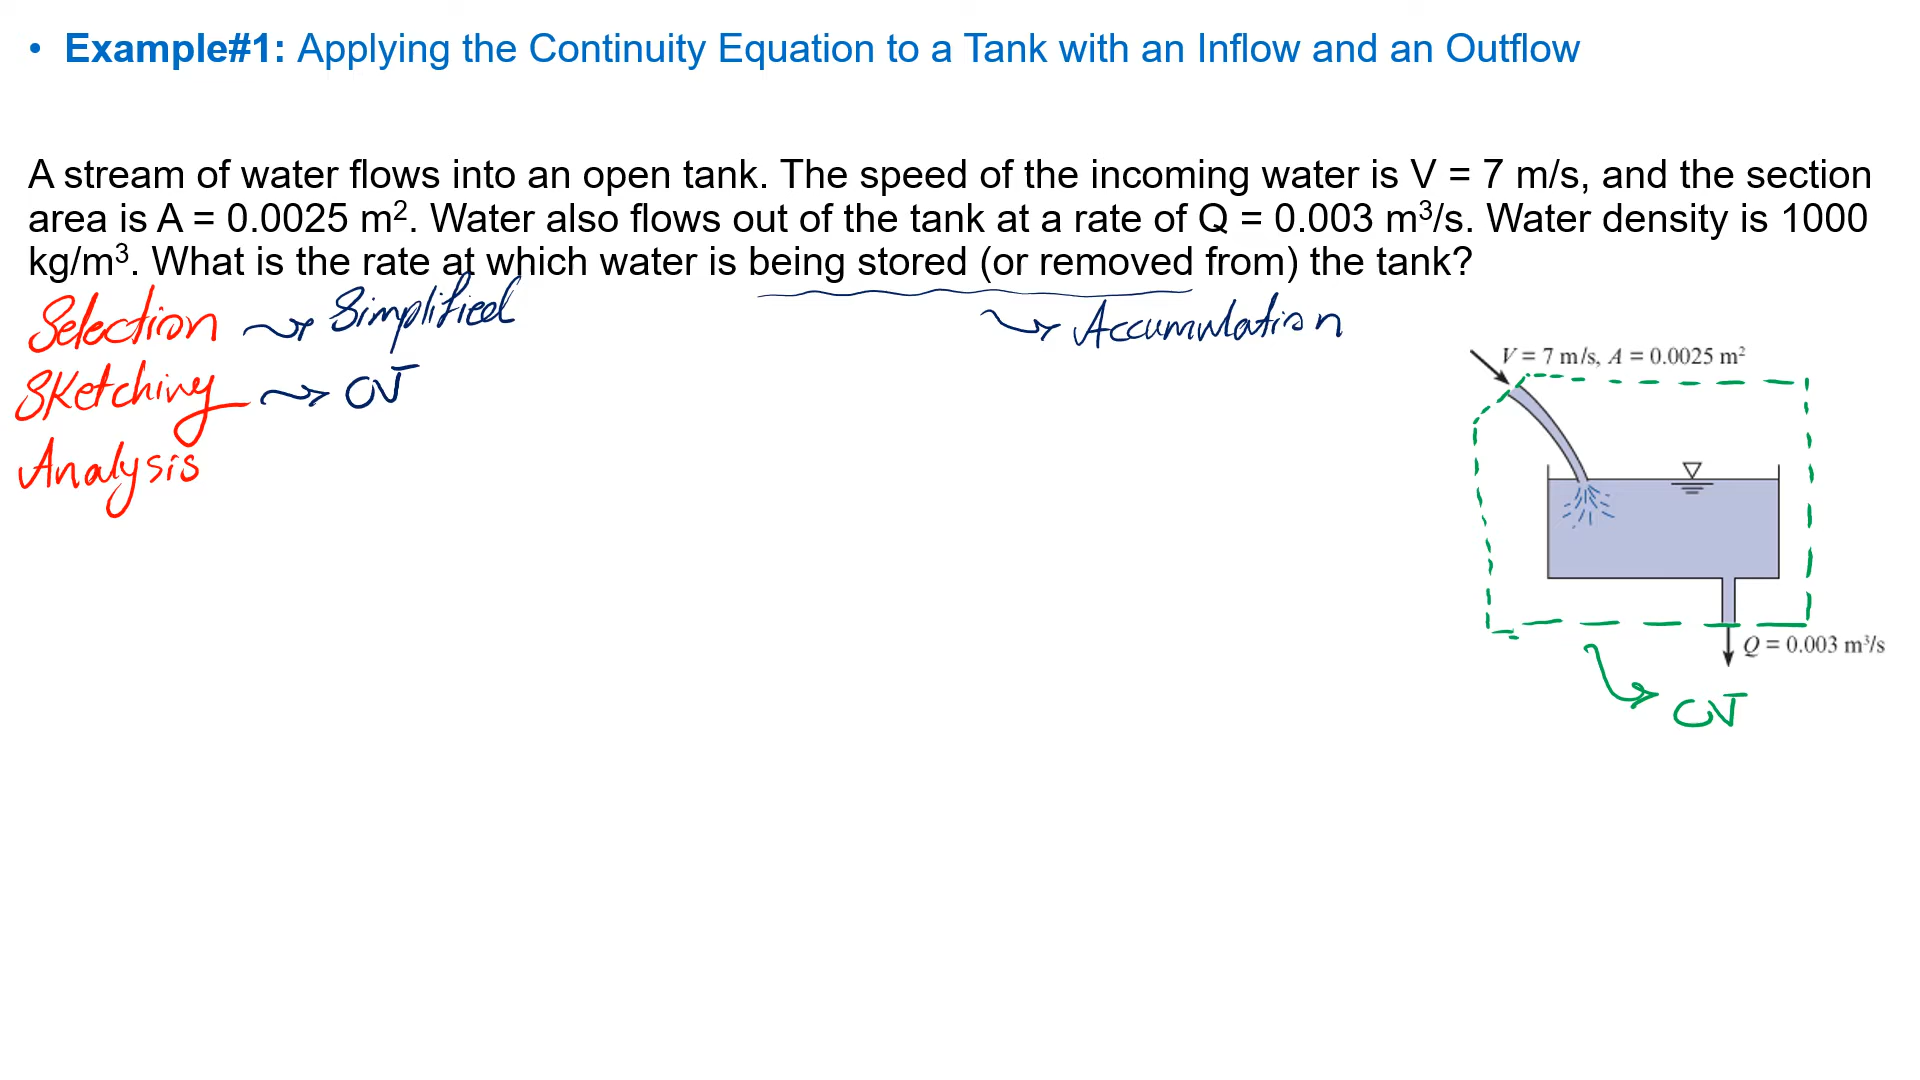 • Example#1: Applying the Continuity Equation to a Tank with an Inflow and an Outflow
A stream of water flows into an open tank. The speed of the incoming water is V = 7 m/s, and the section
area is A = 0.0025 m². Water also flows out of the tank at a rate of Q = 0.003 m³/s. Water density is 1000
kg/m³. What is the rate at which water is being stored (or removed from) the tank?
Selection ⤳ Simplified
⤳ Accumulation
Sketching ⤳ CV
Analysis
V = 7 m/s, A = 0.0025 m²
Q = 0.003 m³/s
CV